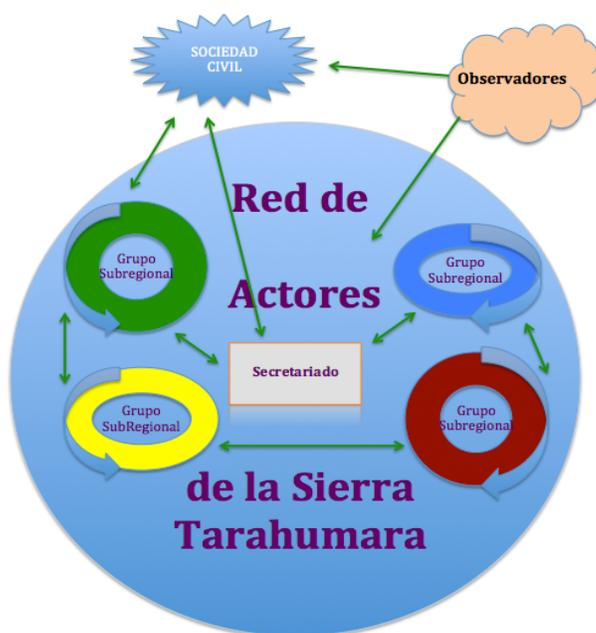 SOCIEDAD
CIVIL
Observadores
Red de
Actores
Grupo
Subregional
Grupo
Subregional
Secretariado
Grupo
SubRegional
Grupo
Subregional
de la Sierra
Tarahumara